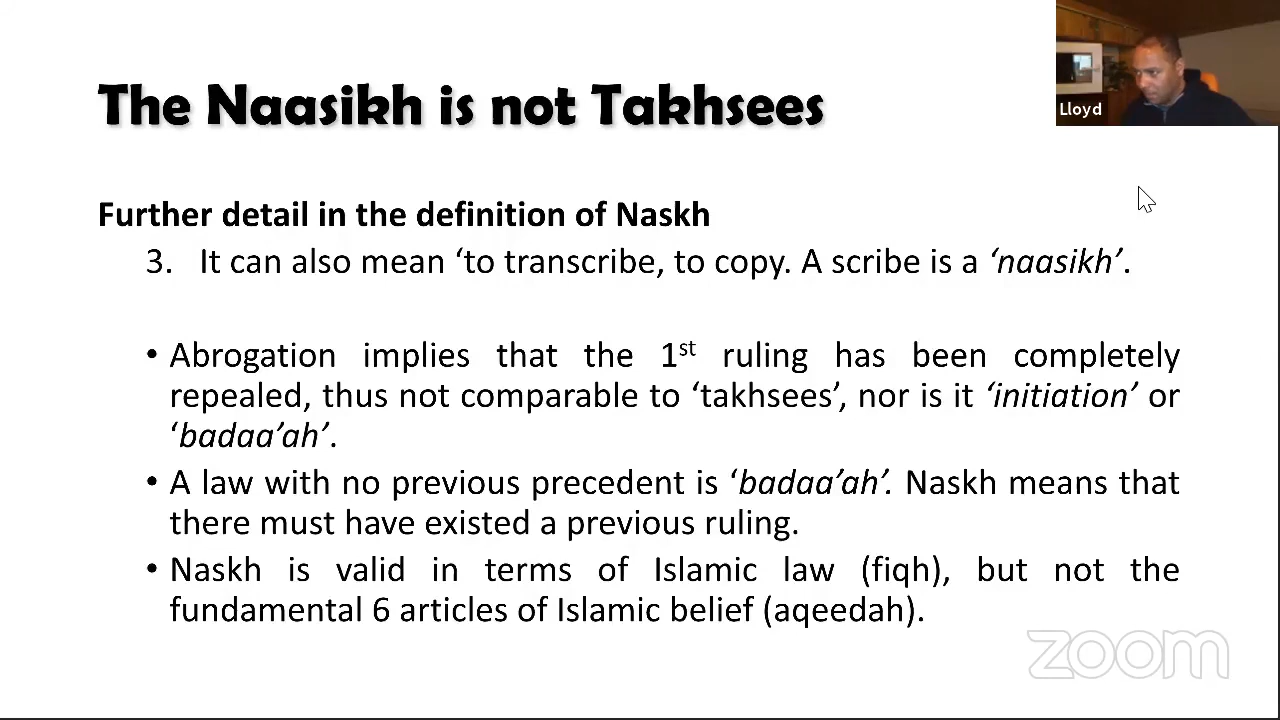 The Naasikh is not Takhsees
Lloyd
Further detail in the definition of Naskh
3. It can also mean ‘to transcribe, to copy. A scribe is a ‘naasikh’.
• Abrogation implies that the 1st ruling has been completely
repealed, thus not comparable to ‘takhsees’, nor is it ‘initiation’ or
‘badaa’ah’.
• A law with no previous precedent is ‘badaa’ah’. Naskh means that
there must have existed a previous ruling.
• Naskh is valid in terms of Islamic law (fiqh), but not the
fundamental 6 articles of Islamic belief (aqeedah).
zoom